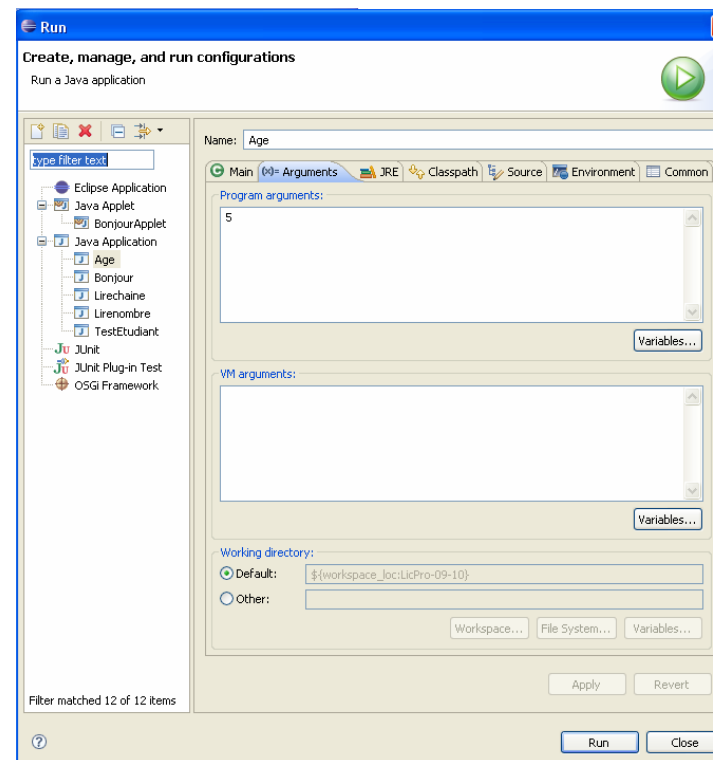 Run
Create, manage, and run configurations
Run a Java application
type filter text
Eclipse Application
Java Applet
BonjourApplet
Java Application
Age
Bonjour
Lirechaine
Lirenombre
TestEtudiant
JUnit
JUnit Plug-in Test
OSGi Framework
Filter matched 12 of 12 items
Name: Age
Main (x)= Arguments JRE Classpath Source Environment Common
Program arguments:
5
Variables...
VM arguments:
Variables...
Working directory:
Default: ${workspace_loc:LicPro-09-10}
Other:
Workspace... File System... Variables...
Apply Revert
Run Close